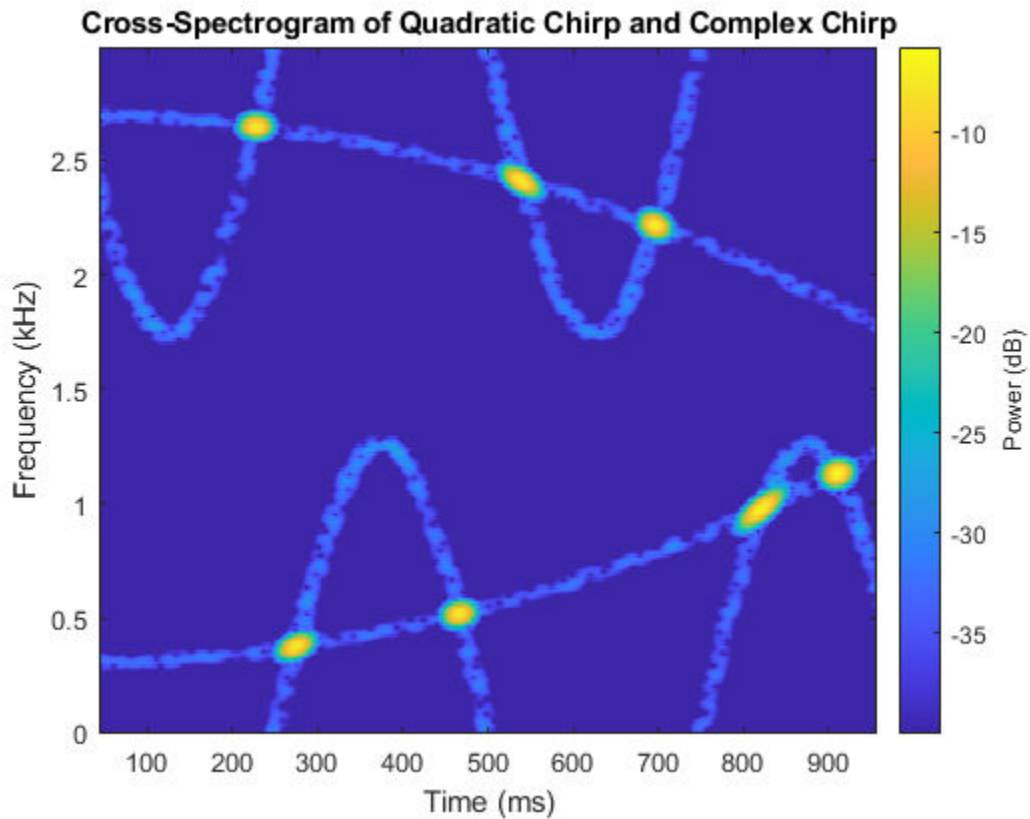 Cross-Spectrogram of Quadratic Chirp and Complex Chirp
2.5
2
1.5
1
0.5
0
Frequency (kHz)
100 200 300 400 500 600 700 800 900
Time (ms)
-10
-15
-20
-25
-30
-35
Power (dB)